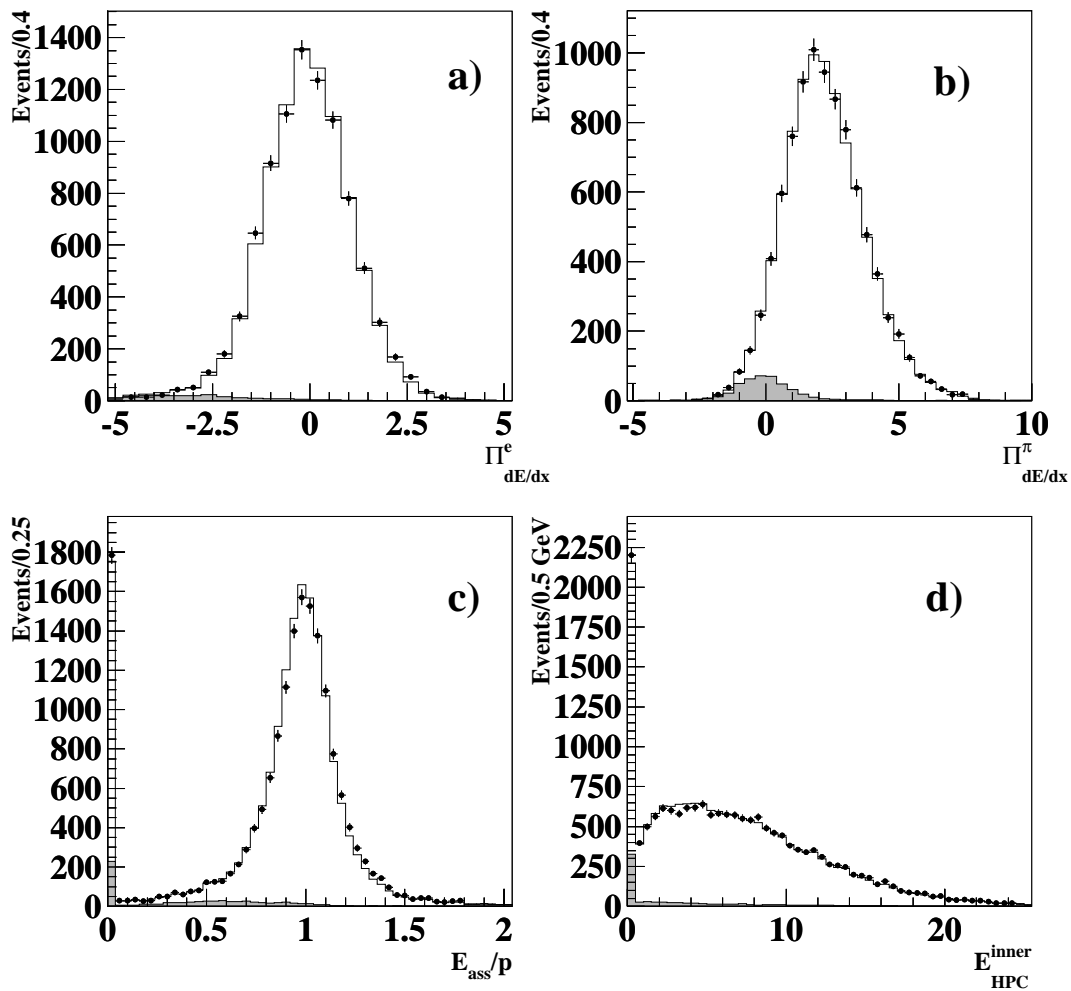 Events/0.4
1400
1200
1000
800
600
400
200
0
-5 -2.5 0 2.5 5
a)
Π^e_dE/dx
Events/0.4
1000
800
600
400
200
0
-5 0 5 10
b)
Π^π_dE/dx
Events/0.25
1800
1600
1400
1200
1000
800
600
400
200
0
0 0.5 1 1.5 2
c)
E_ass/p
Events/0.5 GeV
2250
2000
1750
1500
1250
1000
750
500
250
0
0 10 20
d)
E^inner_HPC